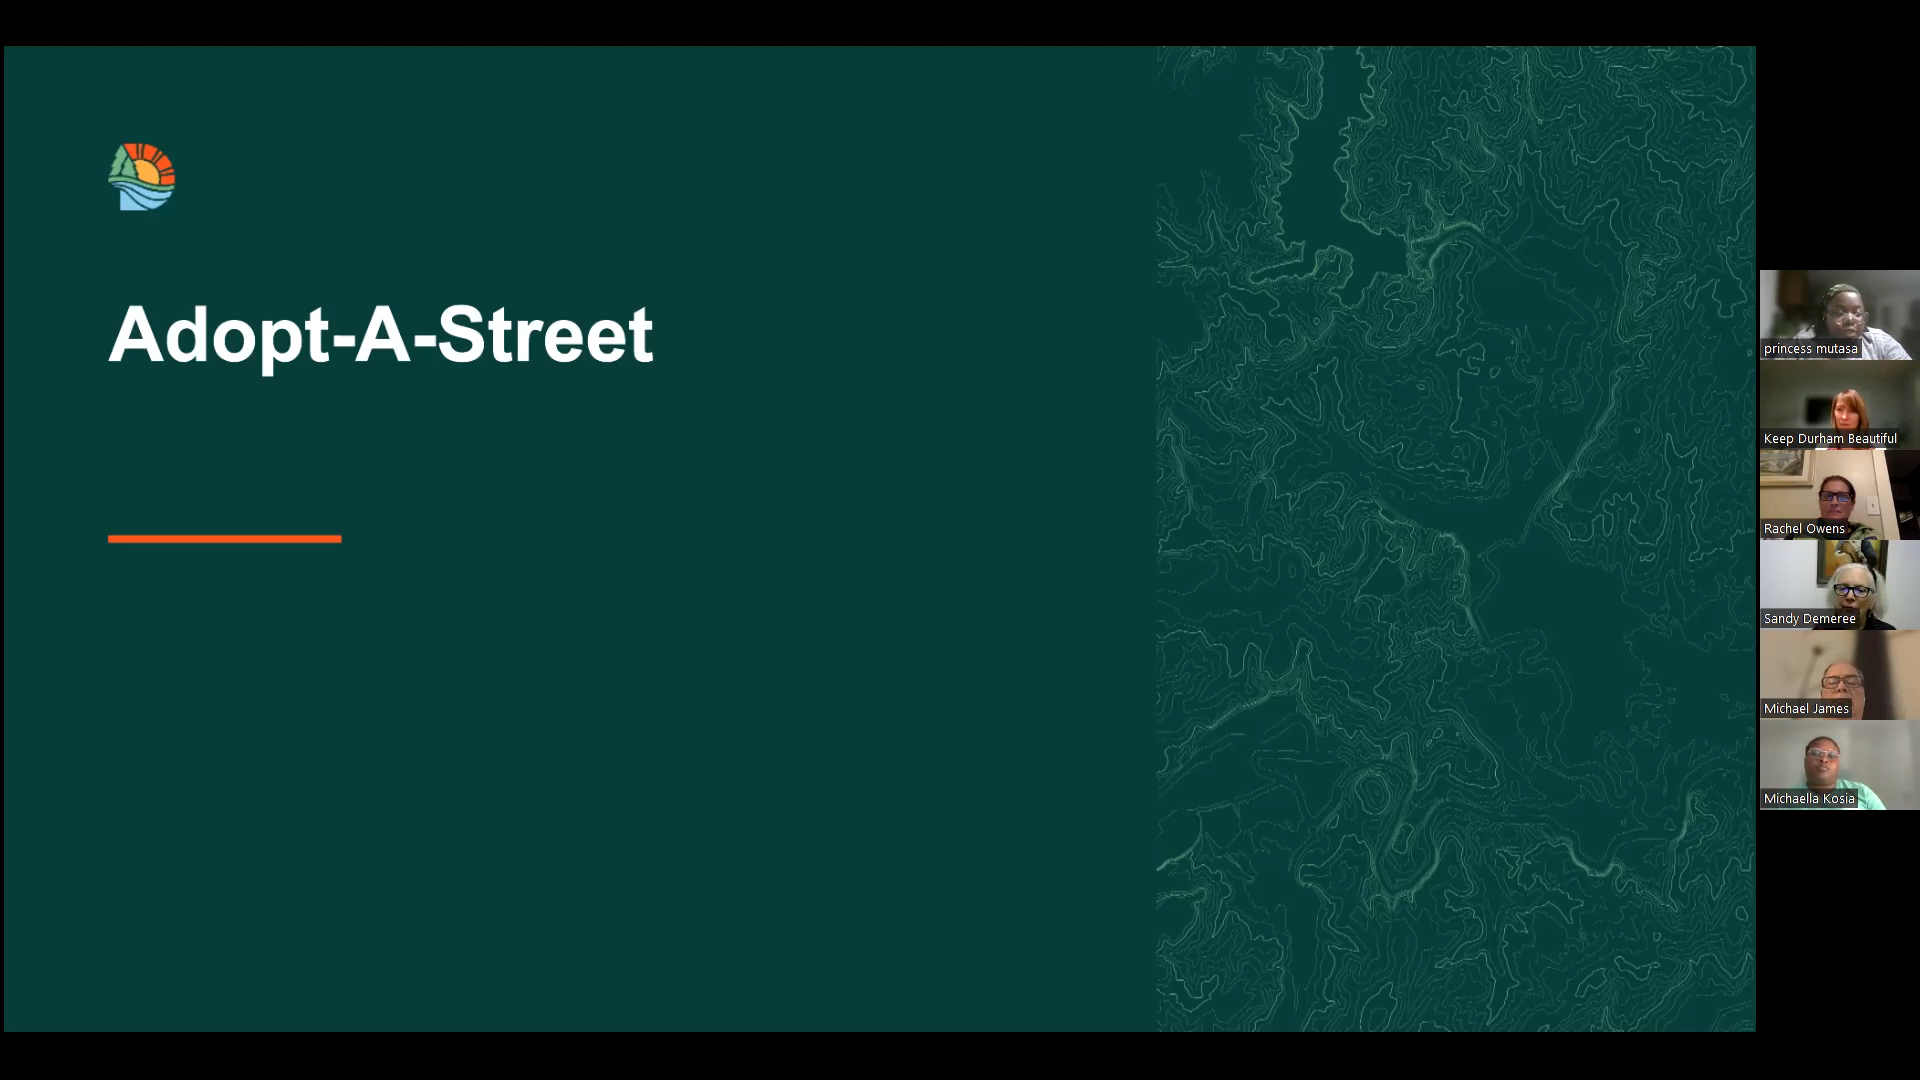 Adopt-A-Street
princess mutasa
Keep Durham Beautiful
Rachel Owens
Sandy Demeree
Michael James
Michaella Kosia